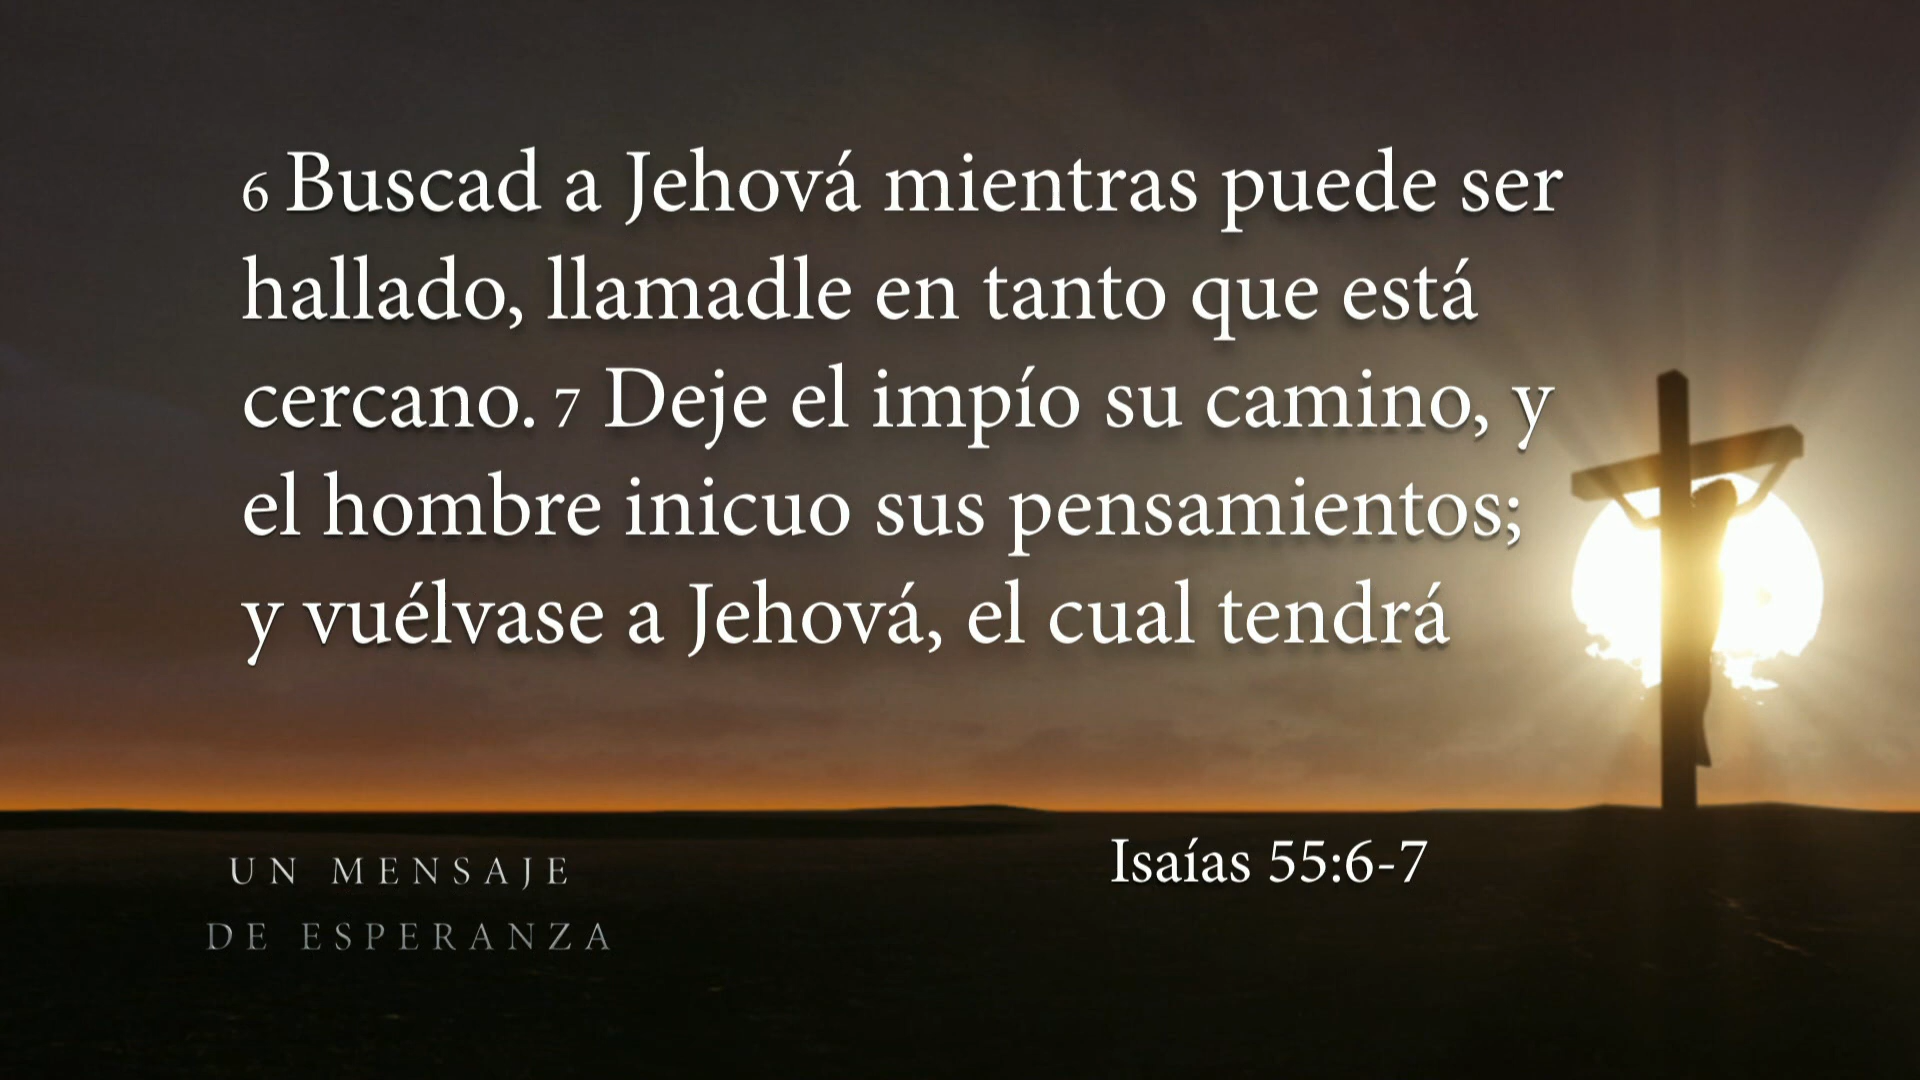 6 Buscad a Jehová mientras puede ser
hallado, llamadle en tanto que está
cercano. 7 Deje el impío su camino, y
el hombre inicuo sus pensamientos;
y vuélvase a Jehová, el cual tendrá
Isaías 55:6-7
UN MENSAJE
DE ESPERANZA